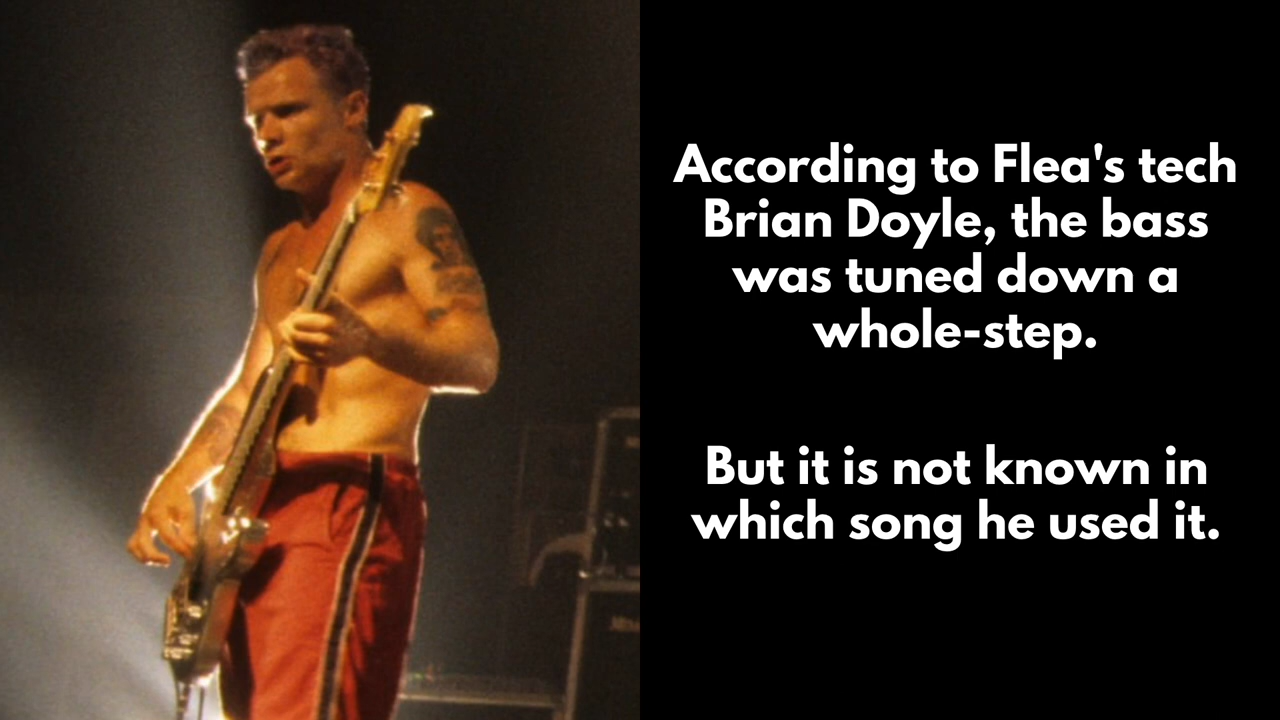 According to Flea's tech
Brian Doyle, the bass
was tuned down a
whole-step.
But it is not known in
which song he used it.